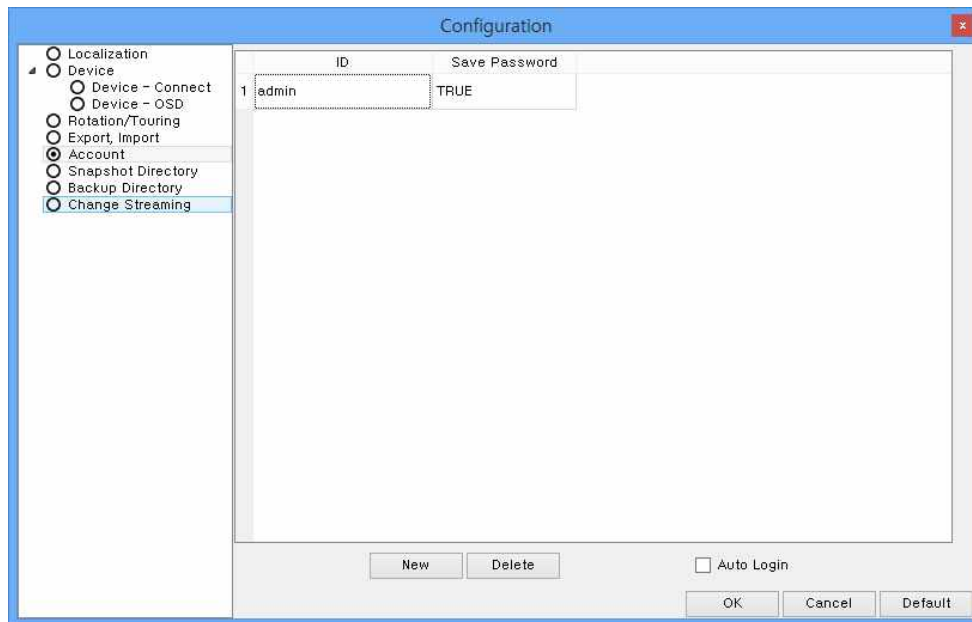 Configuration
x
Localization
Device
Device - Connect
Device - OSD
Rotation/Touring
Export, Import
Account
Snapshot Directory
Backup Directory
Change Streaming
ID Save Password
1 admin TRUE
New Delete Auto Login
OK Cancel Default